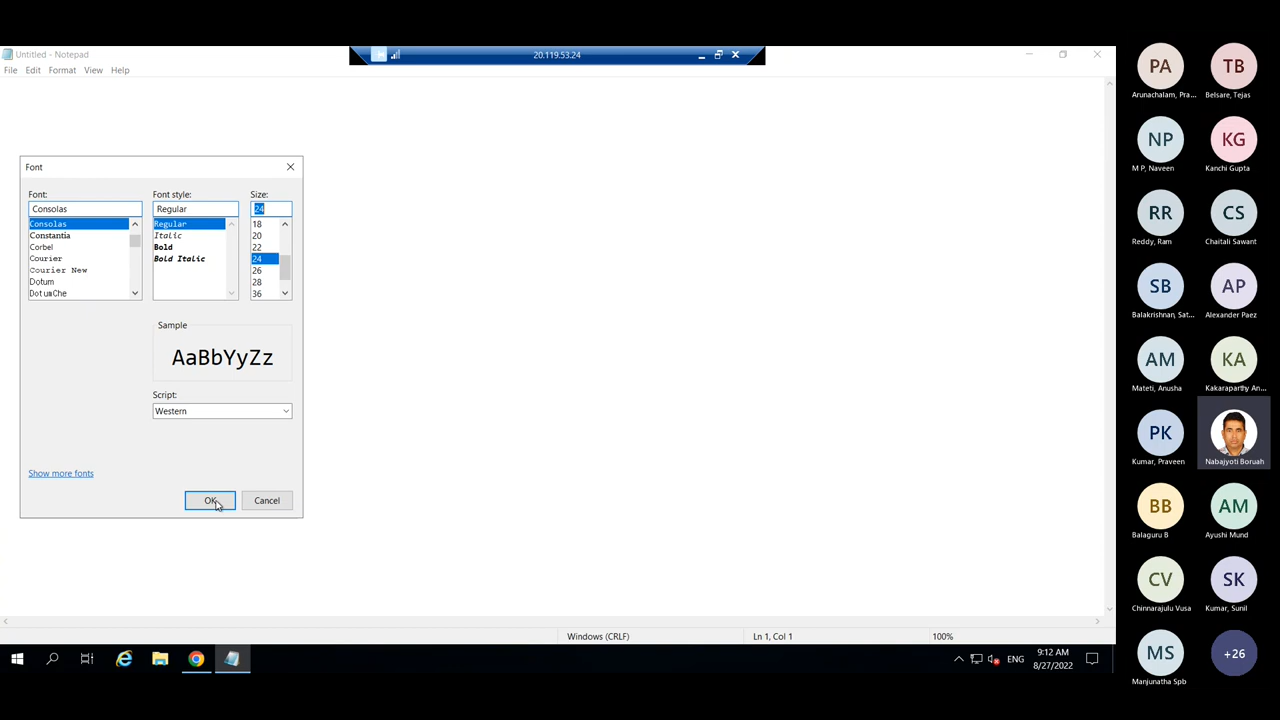 Untitled - Notepad
20.119.53.24
File Edit Format View Help
Font
Font: Font style: Size:
Consolas Regular 24
Consolas Regular 18
Constantia Italic 20
Corbel Bold 22
Courier Bold Italic 24
Courier New 26
Dotum 28
DotumChe 36
Sample
AaBbYyZz
Script:
Western
Show more fonts
OK Cancel
Windows (CRLF) Ln 1, Col 1 100%
ENG
9:12 AM
8/27/2022
PA TB
Arunachalam, Pra... Belsare, Tejas
NP KG
M P, Naveen Kanchi Gupta
RR CS
Reddy, Ram Chaitali Sawant
SB AP
Balakrishnan, Sat... Alexander Paez
AM KA
Mateti, Anusha Kakaraparthy An...
PK
Kumar, Praveen Nabajyoti Boruah
BB AM
Balaguru B Ayushi Mund
CV SK
Chinnarajulu Vusa Kumar, Sunil
MS +26
Manjunatha Spb